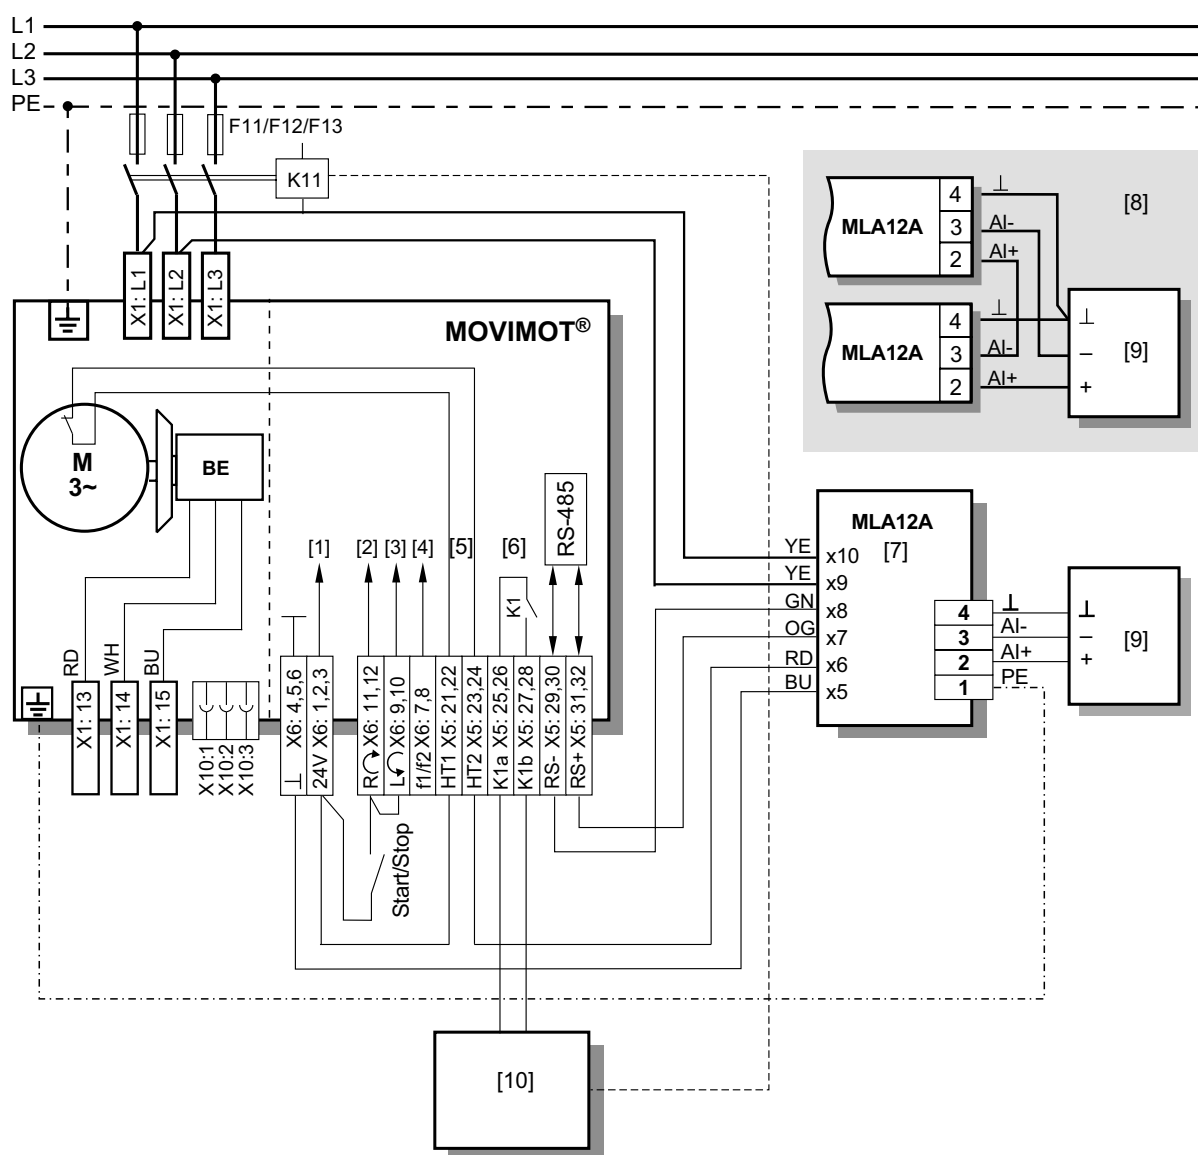 L1
L2
L3
PE
F11/F12/F13
K11
X1: L1
X1: L2
X1: L3
MOVIMOT®
MLA12A
4
3
2
⊥
AI-
AI+
[8]
MLA12A
4
3
2
⊥
AI-
AI+
⊥
–
+
[9]
M
3~
BE
RS-485
[1]
[2]
[3]
[4]
[5]
[6]
K1
RD
WH
BU
X1: 13
X1: 14
X1: 15
X10:1
X10:2
X10:3
⊥ X6: 4,5,6
24V X6: 1,2,3
R X6: 11,12
L X6: 9,10
f1/f2 X6: 7,8
HT1 X5: 21,22
HT2 X5: 23,24
K1a X5: 25,26
K1b X5: 27,28
RS- X5: 29,30
RS+ X5: 31,32
Start/Stop
MLA12A
[7]
YE x10
YE x9
GN x8
OG x7
RD x6
BU x5
4 ⊥
3 AI-
2 AI+
1 PE
⊥
–
+
[9]
[10]